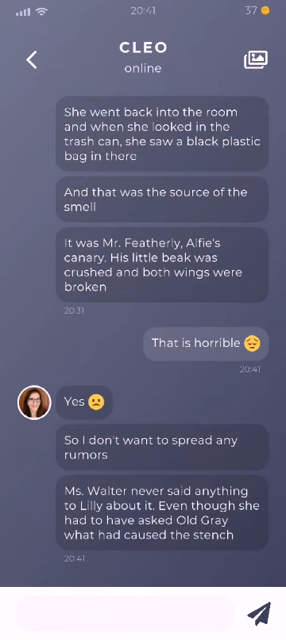 20:41
37
CLEO
online
She went back into the room
and when she looked in the
trash can, she saw a black plastic
bag in there
And that was the source of the
smell
It was Mr. Featherly, Alfie's
canary. His little beak was
crushed and both wings were
broken
20:31
That is horrible 😔
20:41
Yes 🙁
So I don't want to spread any
rumors
Ms. Walter never said anything
to Lilly about it. Even though she
had to have asked Old Gray
what had caused the stench
20:41